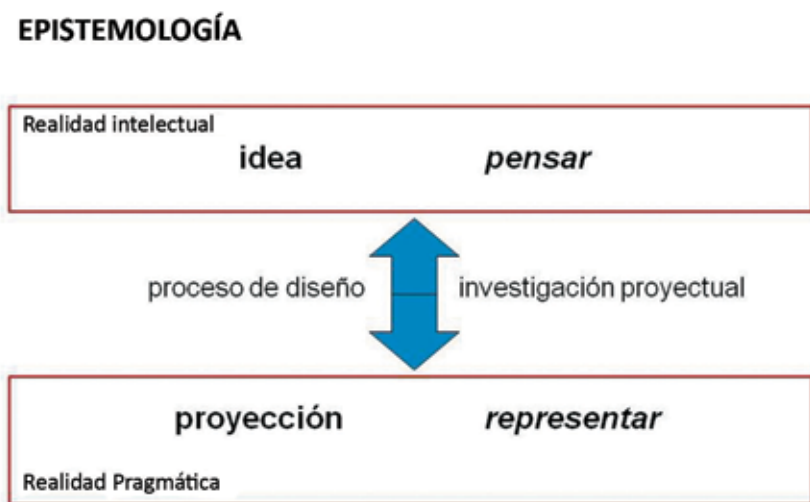 EPISTEMOLOGÍA
Realidad intelectual
idea pensar
proceso de diseño investigación proyectual
proyección representar
Realidad Pragmática